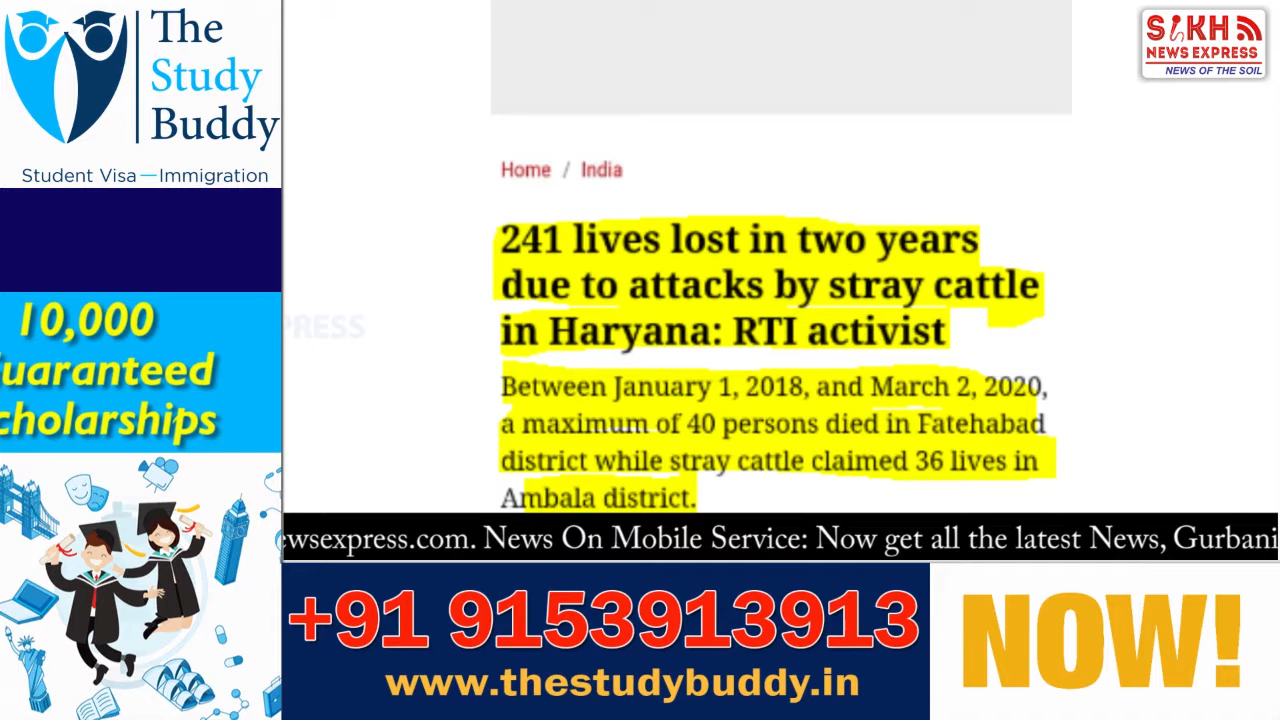 The
Study
Buddy
Student Visa — Immigration
10,000
uaranteed
cholarships
SIKH
NEWS EXPRESS
NEWS OF THE SOIL
Home / India
241 lives lost in two years
due to attacks by stray cattle
in Haryana: RTI activist
Between January 1, 2018, and March 2, 2020,
a maximum of 40 persons died in Fatehabad
district while stray cattle claimed 36 lives in
Ambala district.
PRESS
ewsexpress.com. News On Mobile Service: Now get all the latest News, Gurbani
+91 9153913913
www.thestudybuddy.in
NOW!